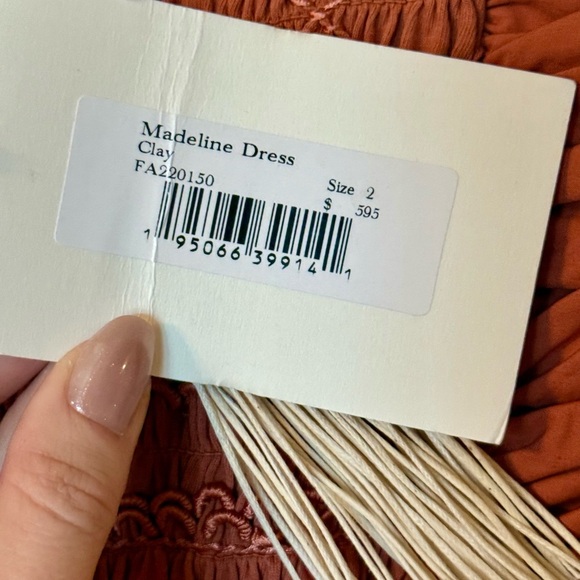 Madeline Dress
Clay
FA220150
Size 2
$ 595
1 95066 39914 1